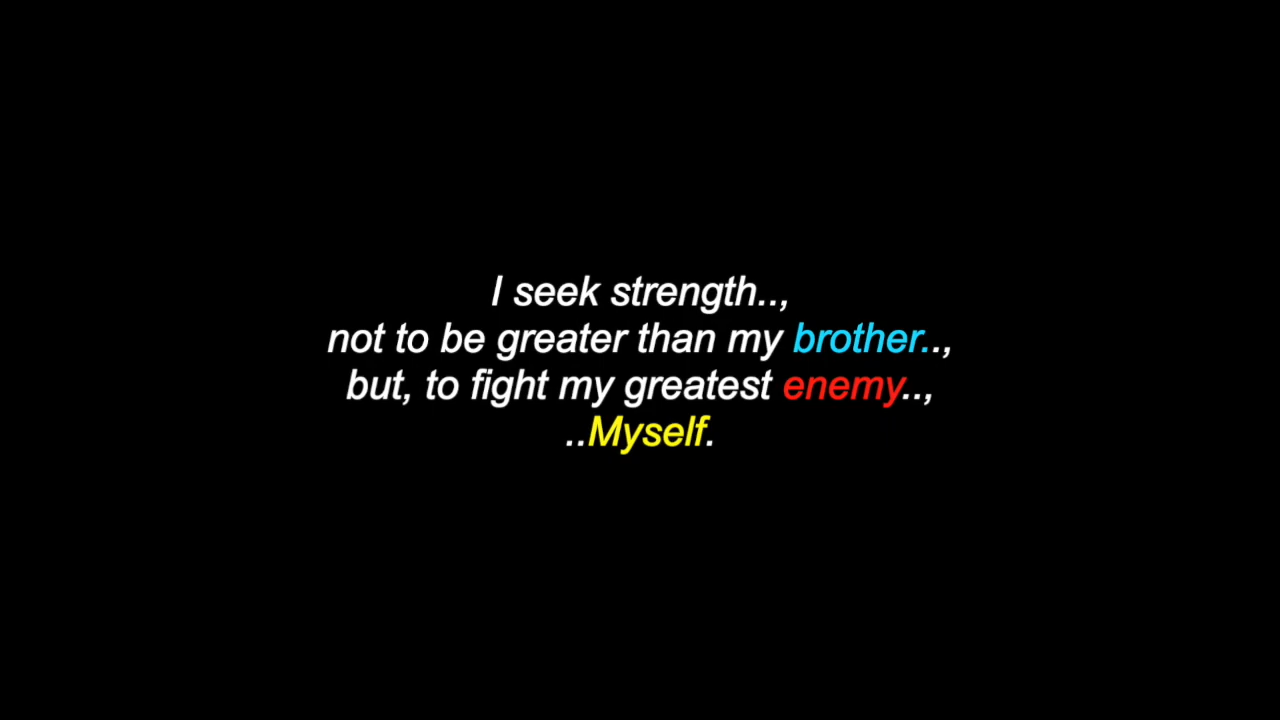 I seek strength..,
not to be greater than my brother..,
but, to fight my greatest enemy..,
..Myself.